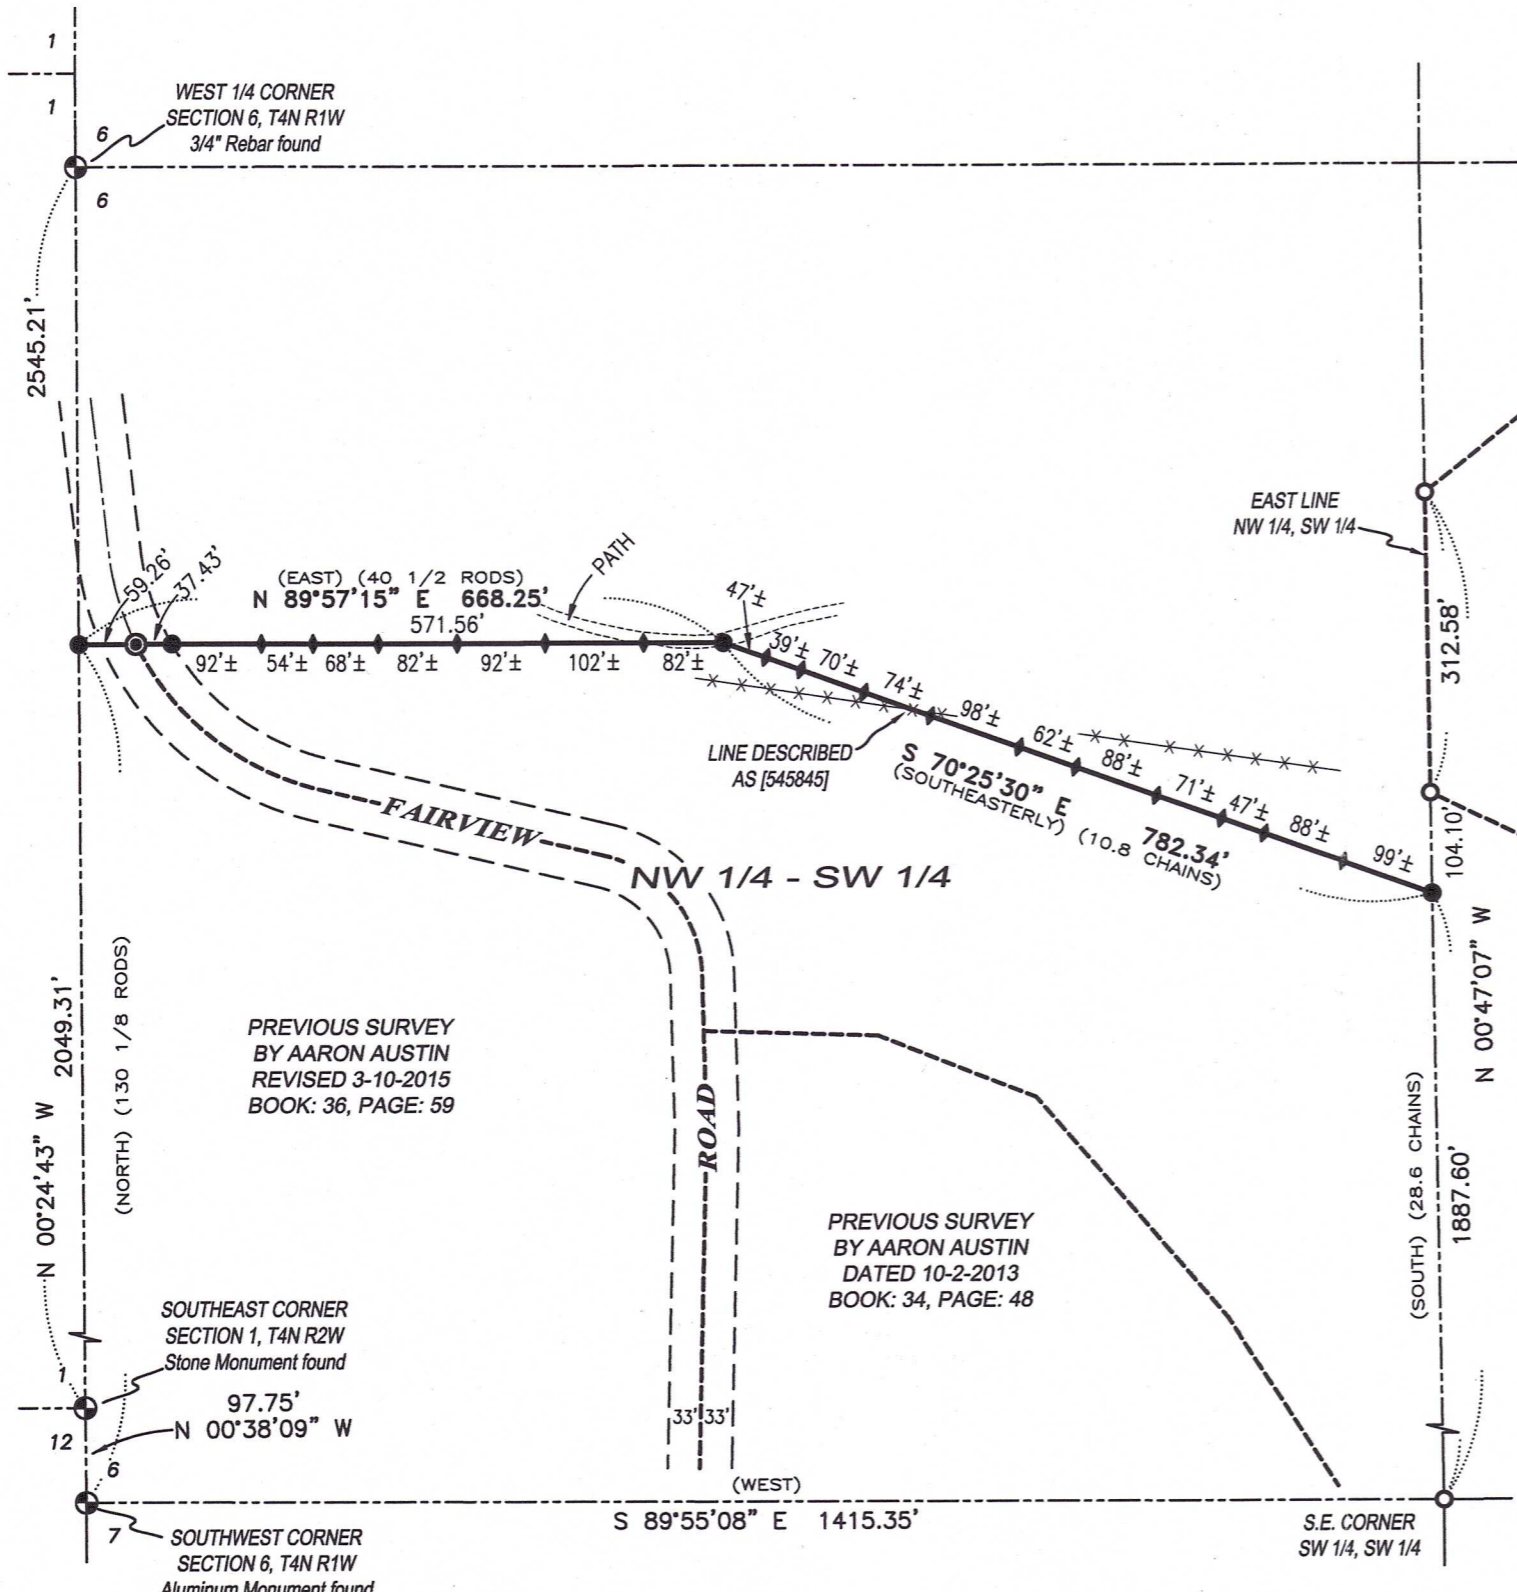 1
1
6
6
WEST 1/4 CORNER
SECTION 6, T4N R1W
3/4" Rebar found
2545.21'
59.26'
37.43'
(EAST) (40 1/2 RODS)
N 89°57'15" E 668.25'
571.56'
PATH
92'±
54'±
68'±
82'±
92'±
102'±
82'±
47'±
39'±
70'±
74'±
98'±
62'±
88'±
71'±
47'±
88'±
99'±
EAST LINE
NW 1/4, SW 1/4
312.58'
LINE DESCRIBED
AS [545845]
S 70°25'30" E 782.34'
(SOUTHEASTERLY) (10.8 CHAINS)
104.10'
FAIRVIEW
ROAD
NW 1/4 - SW 1/4
N 00°47'07" W
2049.31'
(NORTH) (130 1/8 RODS)
N 00°24'43" W
PREVIOUS SURVEY
BY AARON AUSTIN
REVISED 3-10-2015
BOOK: 36, PAGE: 59
PREVIOUS SURVEY
BY AARON AUSTIN
DATED 10-2-2013
BOOK: 34, PAGE: 48
(SOUTH) (28.6 CHAINS)
1887.60'
SOUTHEAST CORNER
SECTION 1, T4N R2W
Stone Monument found
1
97.75'
N 00°38'09" W
12
6
7
33' 33'
(WEST)
S 89°55'08" E 1415.35'
SOUTHWEST CORNER
SECTION 6, T4N R1W
Aluminum Monument found
S.E. CORNER
SW 1/4, SW 1/4